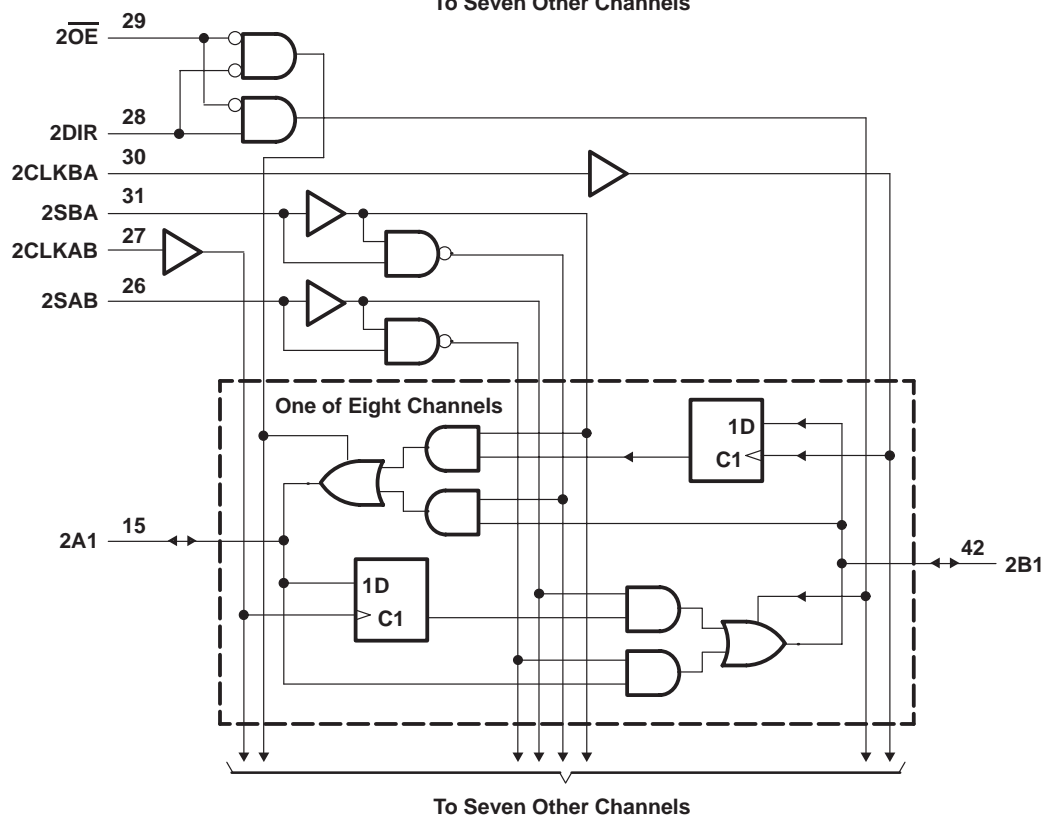 To Seven Other Channels
29
2O̅E̅
28
2DIR
30
2CLKBA
31
2SBA
27
2CLKAB
26
2SAB
One of Eight Channels
1D
C1
15
2A1
42
2B1
1D
C1
To Seven Other Channels